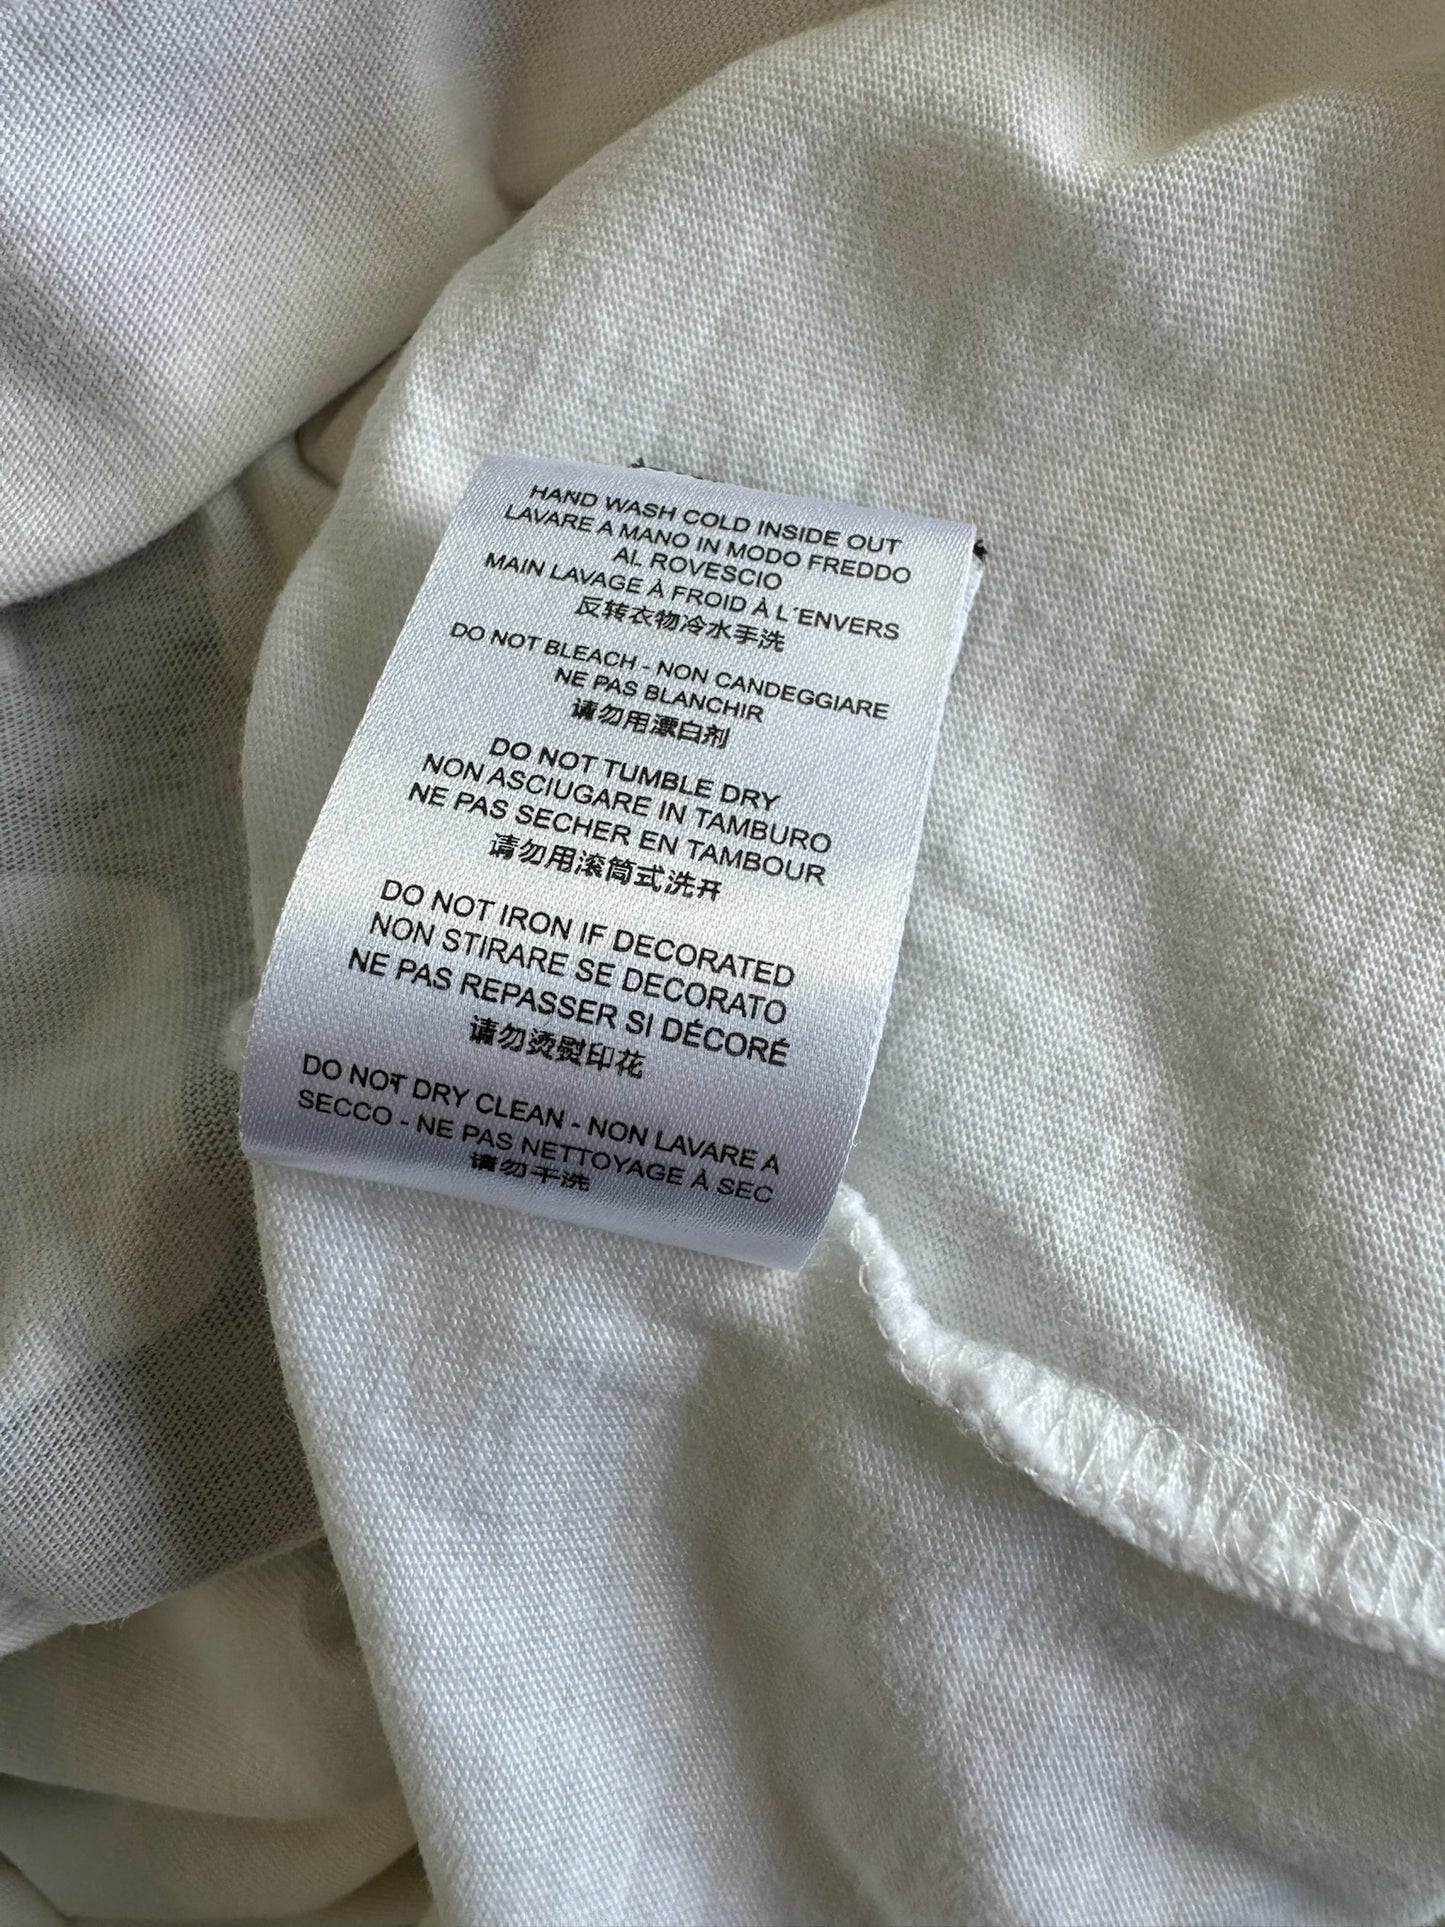 HAND WASH COLD INSIDE OUT
LAVARE A MANO IN MODO FREDDO
AL ROVESCIO
MAIN LAVAGE À FROID À L´ENVERS
反转衣物冷水手洗
DO NOT BLEACH - NON CANDEGGIARE
NE PAS BLANCHIR
请勿用漂白剂
DO NOT TUMBLE DRY
NON ASCIUGARE IN TAMBURO
NE PAS SECHER EN TAMBOUR
请勿用滚筒式洗开
DO NOT IRON IF DECORATED
NON STIRARE SE DECORATO
NE PAS REPASSER SI DÉCORÉ
请勿烫熨印花
DO NOT DRY CLEAN - NON LAVARE A
SECCO - NE PAS NETTOYAGE À SEC
请勿干洗